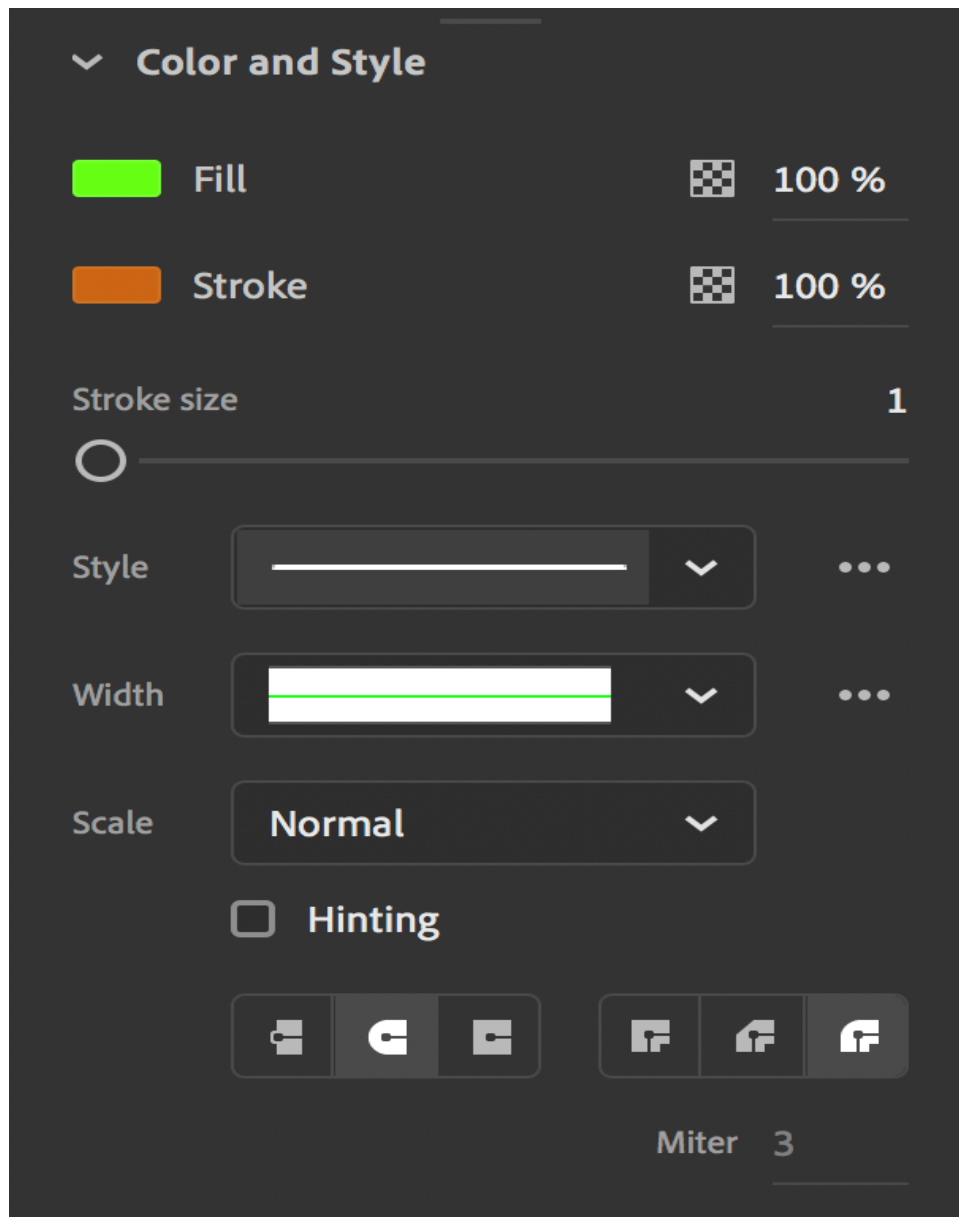 Color and Style
Fill 100 %
Stroke 100 %
Stroke size 1
Style
Width
Scale Normal
Hinting
Miter 3